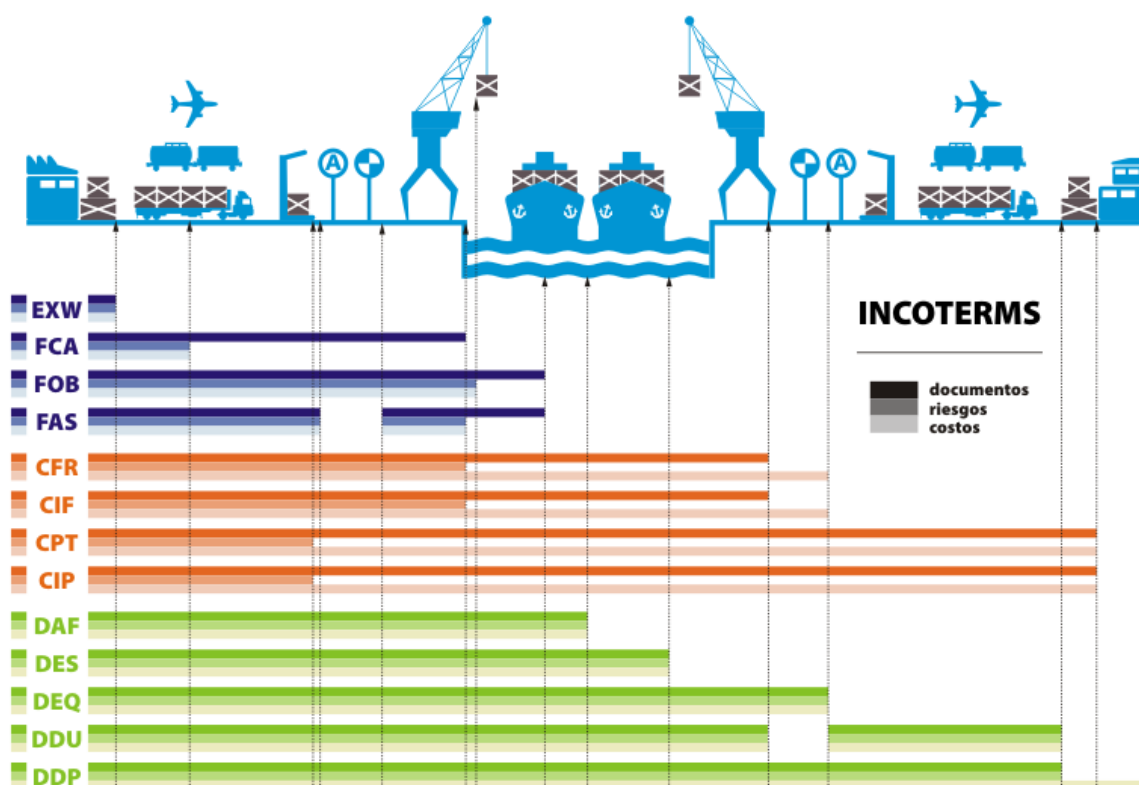 A
A
EXW
INCOTERMS
FCA
FOB
documentos
FAS
riesgos
costos
CFR
CIF
CPT
CIP
DAF
DES
DEQ
DDU
DDP